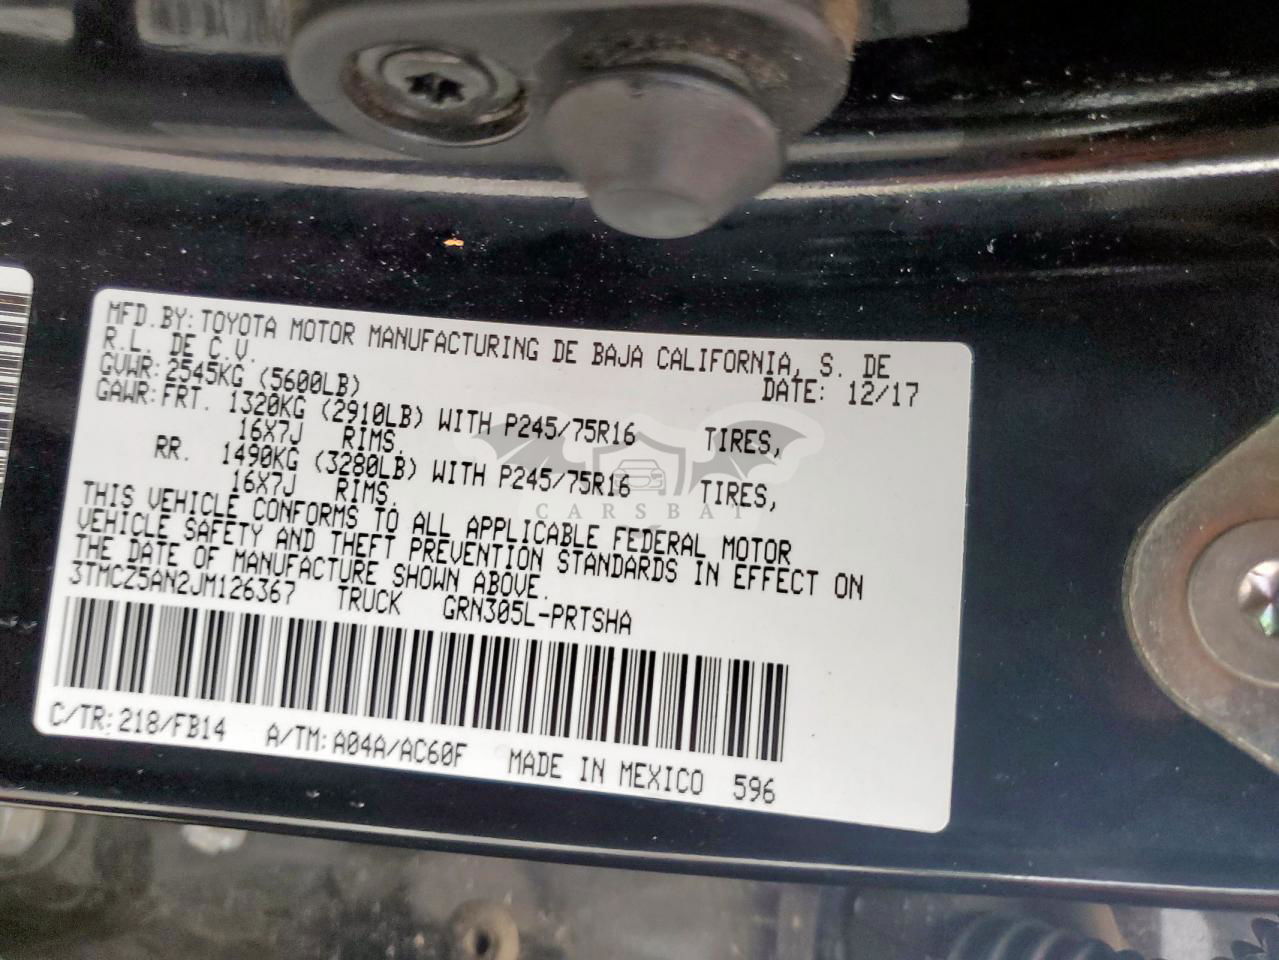 MFD.BY: TOYOTA MOTOR MANUFACTURING DE BAJA CALIFORNIA, S. DE
R.L. DE C.V. DATE: 12/17
GVWR: 2545KG (5600LB)
GAWR: FRT. 1320KG (2910LB) WITH P245/75R16 TIRES,
16X7J RIMS.
RR. 1490KG (3280LB) WITH P245/75R16 TIRES,
16X7J RIMS.
THIS VEHICLE CONFORMS TO ALL APPLICABLE FEDERAL MOTOR
VEHICLE SAFETY AND THEFT PREVENTION STANDARDS IN EFFECT ON
THE DATE OF MANUFACTURE SHOWN ABOVE.
3TMCZ5AN2JM126367 TRUCK GRN305L-PRTSHA
C/TR: 218/FB14 A/TM: A04A/AC60F MADE IN MEXICO 596
CARSBAT